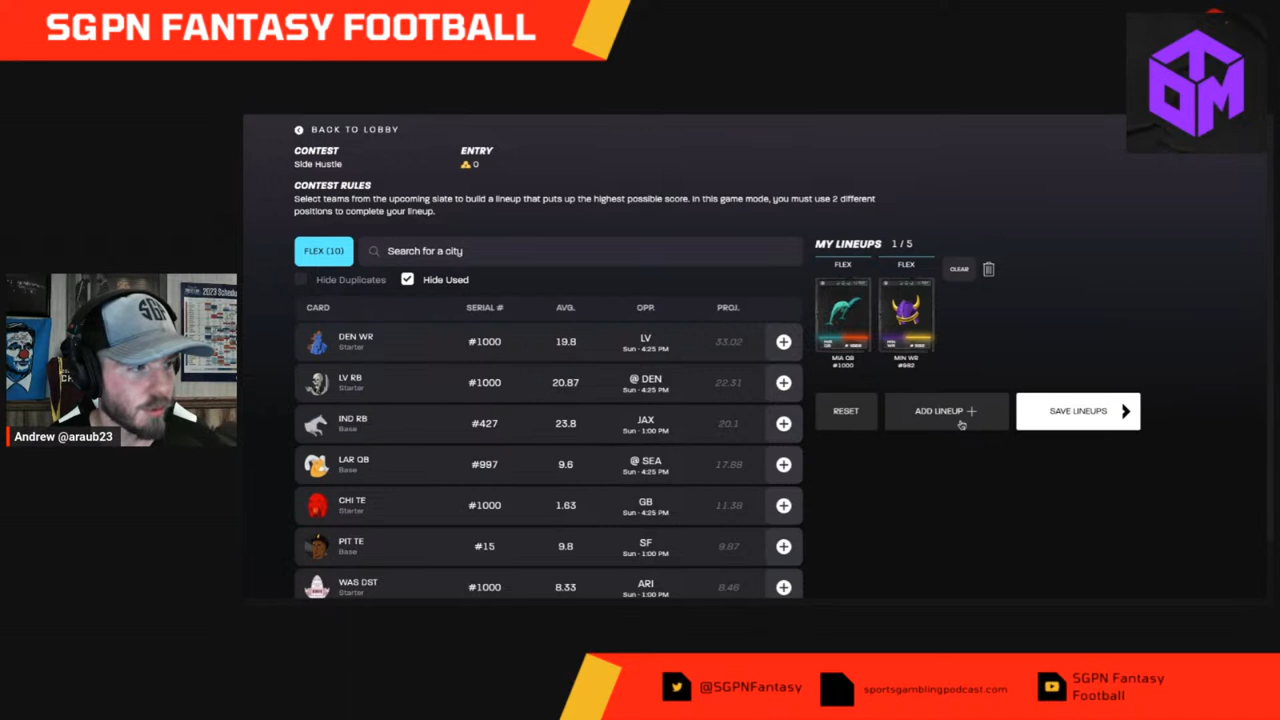 SGPN FANTASY FOOTBALL
TOM
BACK TO LOBBY
CONTEST
Side Hustle
ENTRY
0
CONTEST RULES
Select teams from the upcoming slate to build a lineup that puts up the highest possible score. In this game mode, you must use 2 different
positions to complete your lineup.
FLEX (10)
Search for a city
Hide Duplicates
Hide Used
CARD SERIAL # AVG. OPP. PROJ.
DEN WR
Starter
#1000 19.8
LV
Sun - 4:25 PM
33.02
LV RB
Starter
#1000 20.87
@ DEN
Sun - 4:25 PM
22.31
IND RB
Base
#427 23.8
JAX
Sun - 1:00 PM
20.1
LAR QB
Base
#997 9.6
@ SEA
Sun - 4:25 PM
17.88
CHI TE
Starter
#1000 1.63
GB
Sun - 4:25 PM
11.38
PIT TE
Base
#15 9.8
SF
Sun - 1:00 PM
9.87
WAS DST
Starter
#1000 8.33
ARI
Sun - 1:00 PM
8.46
MY LINEUPS 1 / 5
FLEX FLEX
CLEAR
MIA QB
#1000
MIN WR
#982
RESET
ADD LINEUP +
SAVE LINEUPS
2023 Schedule
SGP
Andrew @araub23
@SGPNFantasy
sportsgamblingpodcast.com
SGPN Fantasy
Football